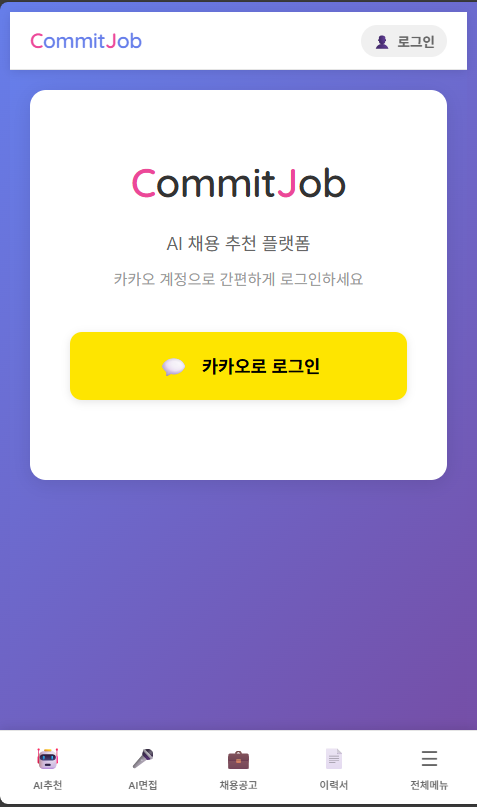 CommitJob
로그인
CommitJob
AI 채용 추천 플랫폼
카카오 계정으로 간편하게 로그인하세요
카카오로 로그인
AI추천
AI면접
채용공고
이력서
전체메뉴